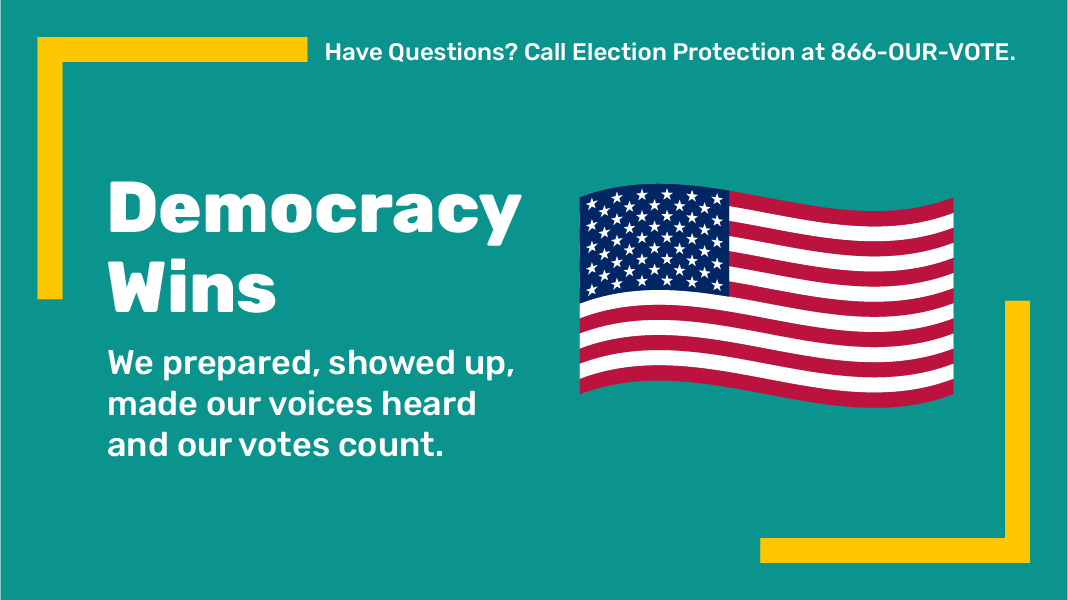 Have Questions? Call Election Protection at 866-OUR-VOTE.
Democracy
Wins
We prepared, showed up,
made our voices heard
and our votes count.